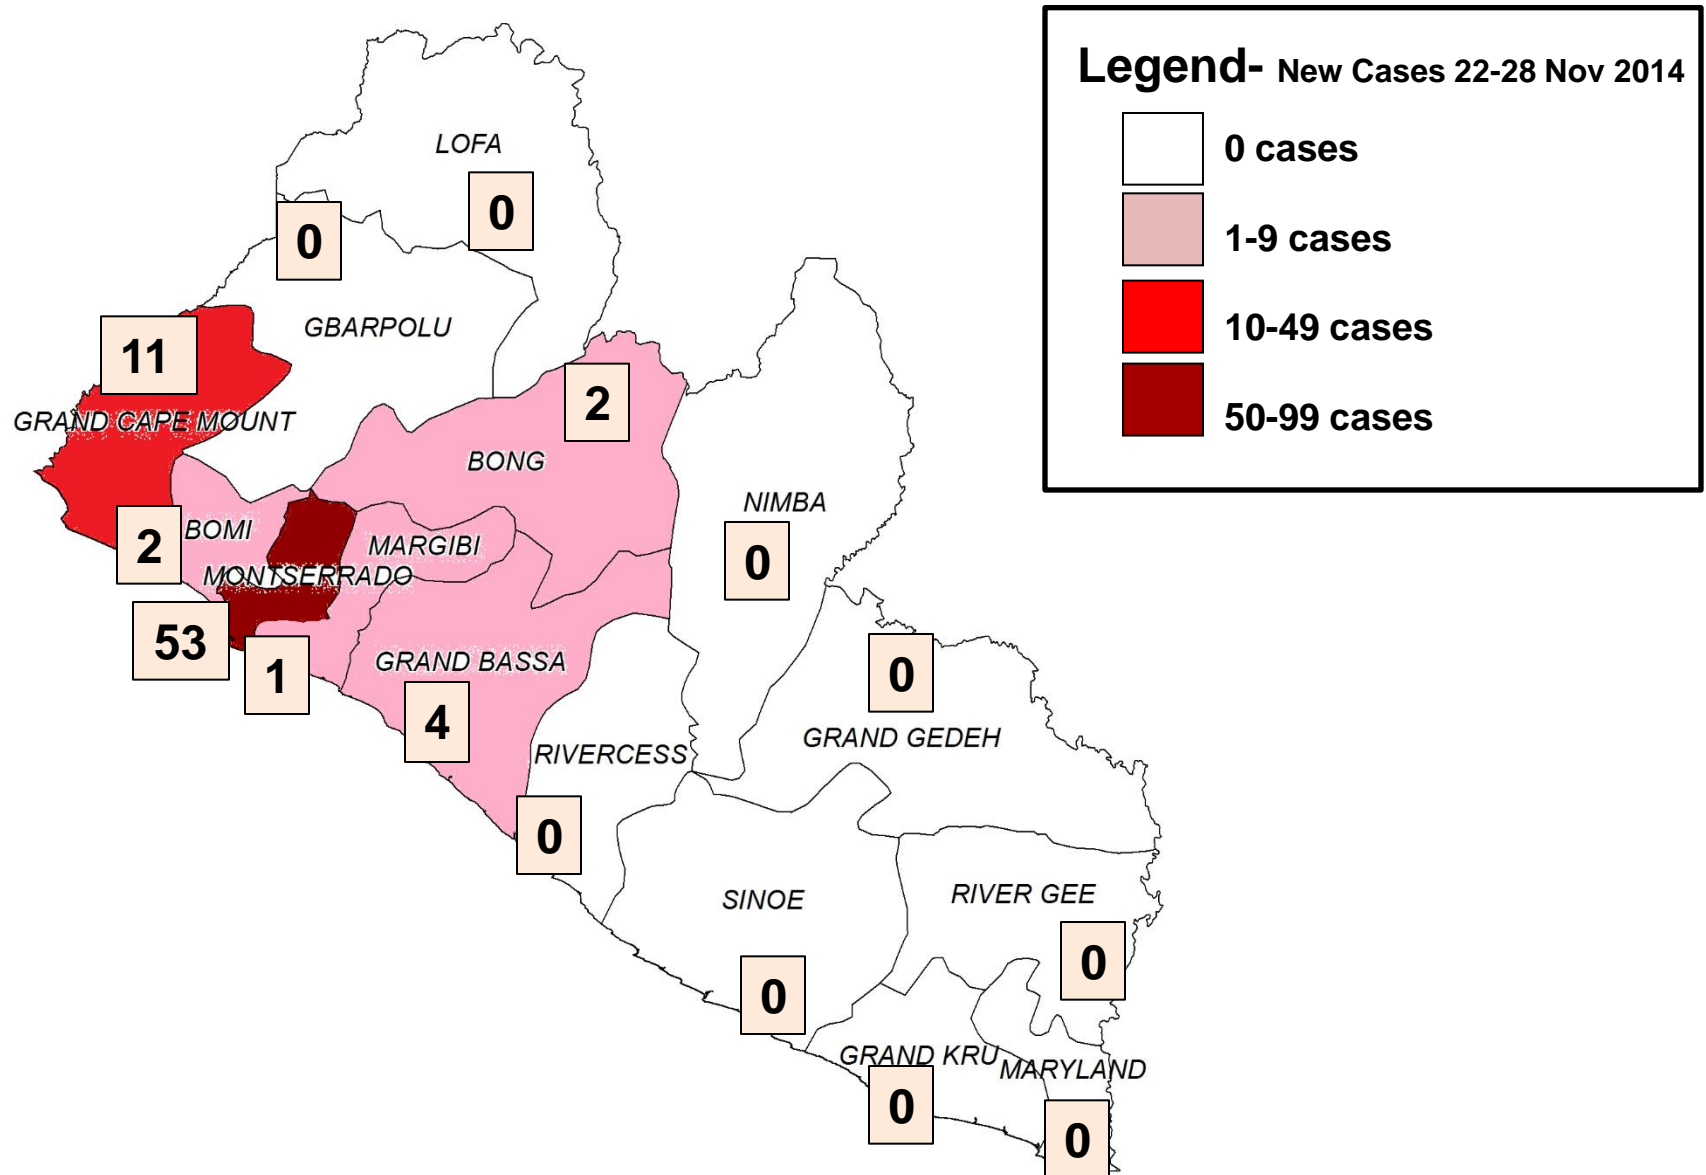 Legend- New Cases 22-28 Nov 2014
0 cases
1-9 cases
10-49 cases
50-99 cases
LOFA
0
0
GBARPOLU
11
GRAND CAPE MOUNT
2
BONG
NIMBA
0
2
BOMI
MARGIBI
MONTSERRADO
53
1
GRAND BASSA
4
0
GRAND GEDEH
RIVERCESS
0
SINOE
0
RIVER GEE
0
GRAND KRU
0
MARYLAND
0